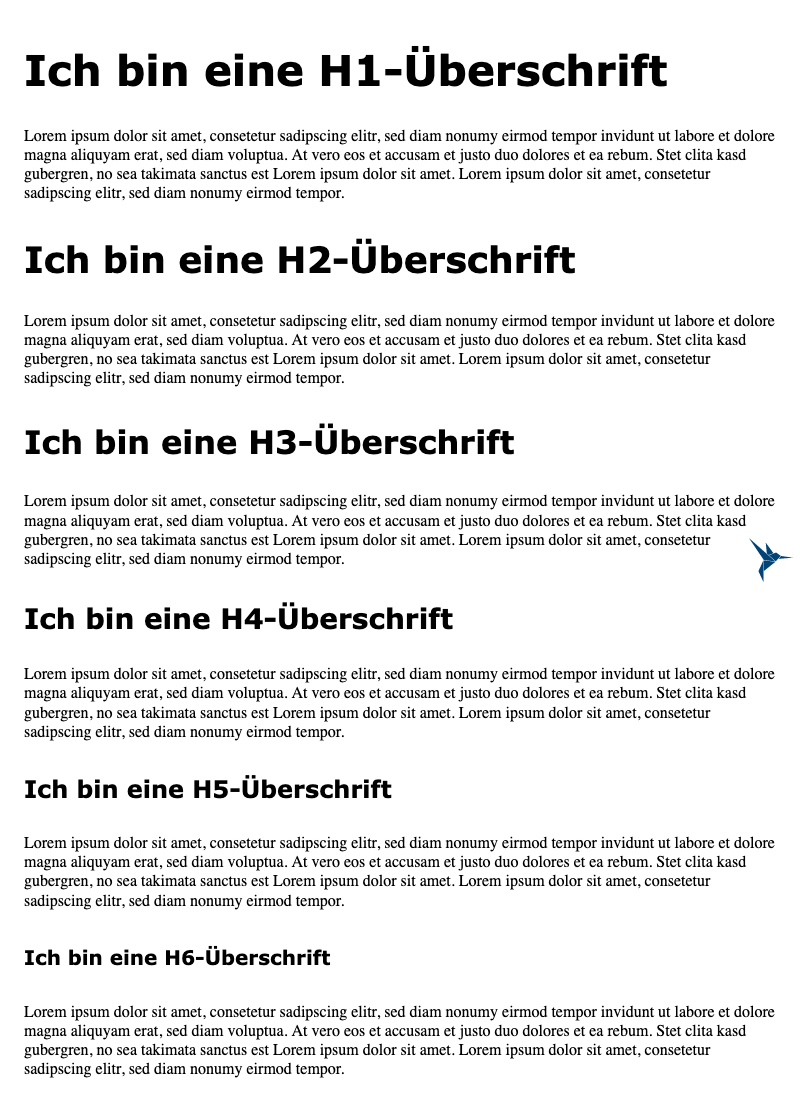 Ich bin eine H1-Überschrift
Lorem ipsum dolor sit amet, consetetur sadipscing elitr, sed diam nonumy eirmod tempor invidunt ut labore et dolore
magna aliquyam erat, sed diam voluptua. At vero eos et accusam et justo duo dolores et ea rebum. Stet clita kasd
gubergren, no sea takimata sanctus est Lorem ipsum dolor sit amet. Lorem ipsum dolor sit amet, consetetur
sadipscing elitr, sed diam nonumy eirmod tempor.
Ich bin eine H2-Überschrift
Lorem ipsum dolor sit amet, consetetur sadipscing elitr, sed diam nonumy eirmod tempor invidunt ut labore et dolore
magna aliquyam erat, sed diam voluptua. At vero eos et accusam et justo duo dolores et ea rebum. Stet clita kasd
gubergren, no sea takimata sanctus est Lorem ipsum dolor sit amet. Lorem ipsum dolor sit amet, consetetur
sadipscing elitr, sed diam nonumy eirmod tempor.
Ich bin eine H3-Überschrift
Lorem ipsum dolor sit amet, consetetur sadipscing elitr, sed diam nonumy eirmod tempor invidunt ut labore et dolore
magna aliquyam erat, sed diam voluptua. At vero eos et accusam et justo duo dolores et ea rebum. Stet clita kasd
gubergren, no sea takimata sanctus est Lorem ipsum dolor sit amet. Lorem ipsum dolor sit amet, consetetur
sadipscing elitr, sed diam nonumy eirmod tempor.
Ich bin eine H4-Überschrift
Lorem ipsum dolor sit amet, consetetur sadipscing elitr, sed diam nonumy eirmod tempor invidunt ut labore et dolore
magna aliquyam erat, sed diam voluptua. At vero eos et accusam et justo duo dolores et ea rebum. Stet clita kasd
gubergren, no sea takimata sanctus est Lorem ipsum dolor sit amet. Lorem ipsum dolor sit amet, consetetur
sadipscing elitr, sed diam nonumy eirmod tempor.
Ich bin eine H5-Überschrift
Lorem ipsum dolor sit amet, consetetur sadipscing elitr, sed diam nonumy eirmod tempor invidunt ut labore et dolore
magna aliquyam erat, sed diam voluptua. At vero eos et accusam et justo duo dolores et ea rebum. Stet clita kasd
gubergren, no sea takimata sanctus est Lorem ipsum dolor sit amet. Lorem ipsum dolor sit amet, consetetur
sadipscing elitr, sed diam nonumy eirmod tempor.
Ich bin eine H6-Überschrift
Lorem ipsum dolor sit amet, consetetur sadipscing elitr, sed diam nonumy eirmod tempor invidunt ut labore et dolore
magna aliquyam erat, sed diam voluptua. At vero eos et accusam et justo duo dolores et ea rebum. Stet clita kasd
gubergren, no sea takimata sanctus est Lorem ipsum dolor sit amet. Lorem ipsum dolor sit amet, consetetur
sadipscing elitr, sed diam nonumy eirmod tempor.